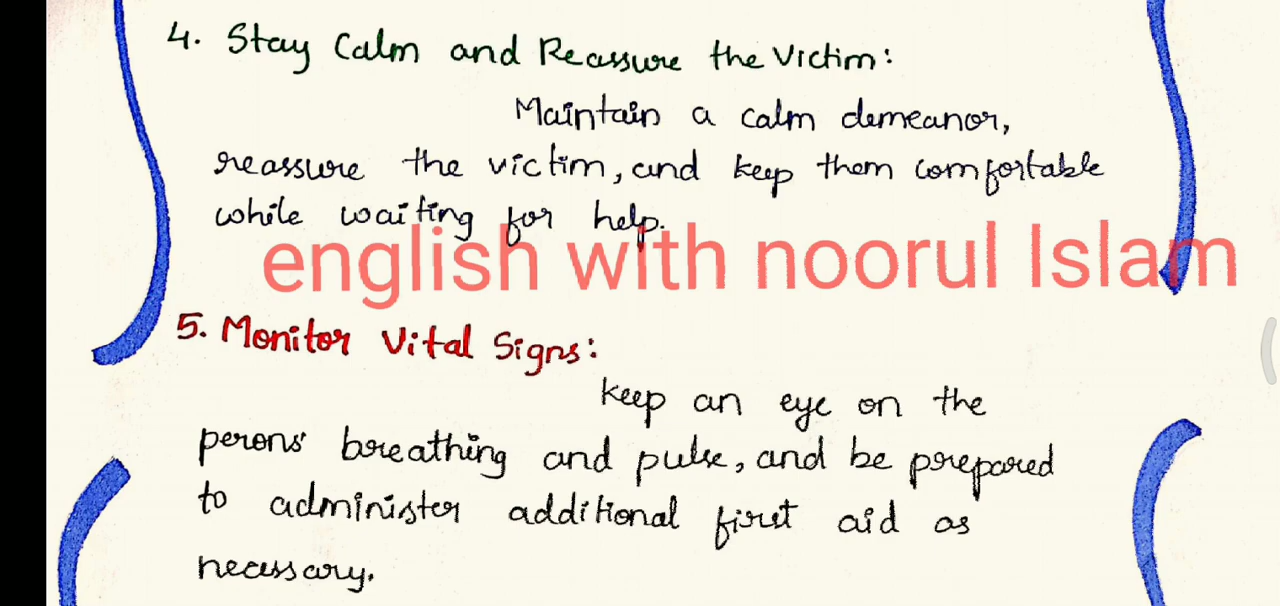 4. Stay Calm and Reassure the Victim:
Maintain a calm demeanor,
reassure the victim, and keep them comfortable
while waiting for help.
english with noorul Islam
5. Monitor Vital Signs:
keep an eye on the
perons' breathing and pulse, and be prepared
to administer additional first aid as
necessary.